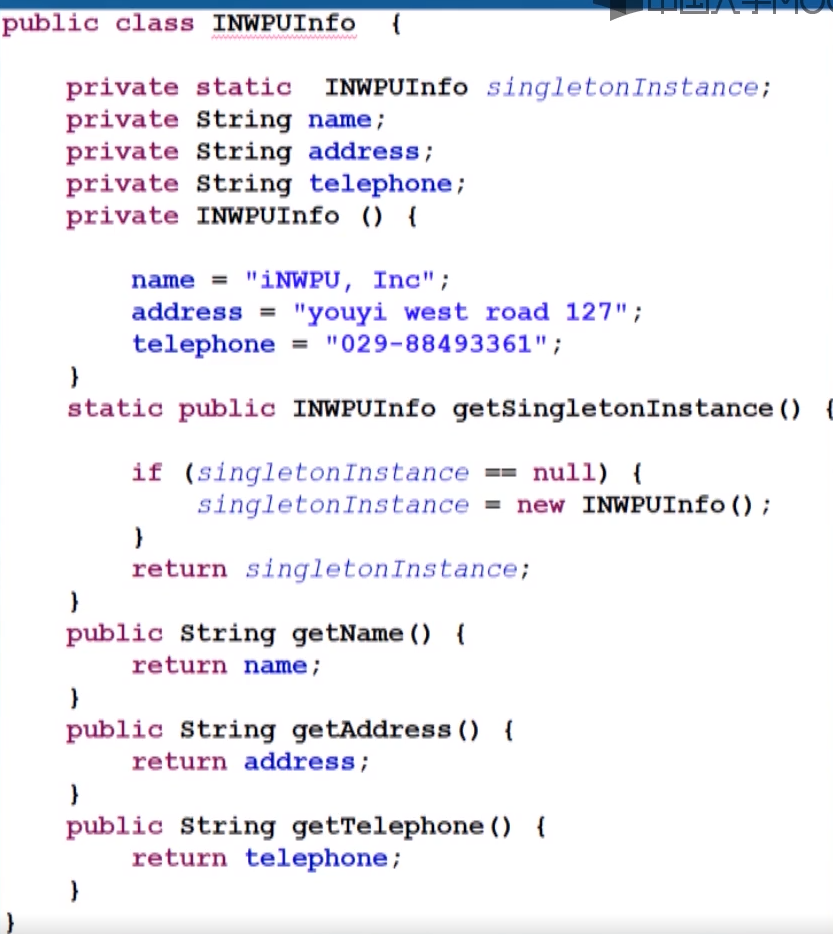 public class INWPUInfo {
private static INWPUInfo singletonInstance;
private String name;
private String address;
private String telephone;
private INWPUInfo () {
name = "iNWPU, Inc";
address = "youyi west road 127";
telephone = "029-88493361";
}
static public INWPUInfo getSingletonInstance() {
if (singletonInstance == null) {
singletonInstance = new INWPUInfo();
}
return singletonInstance;
}
public String getName() {
return name;
}
public String getAddress() {
return address;
}
public String getTelephone() {
return telephone;
}
}